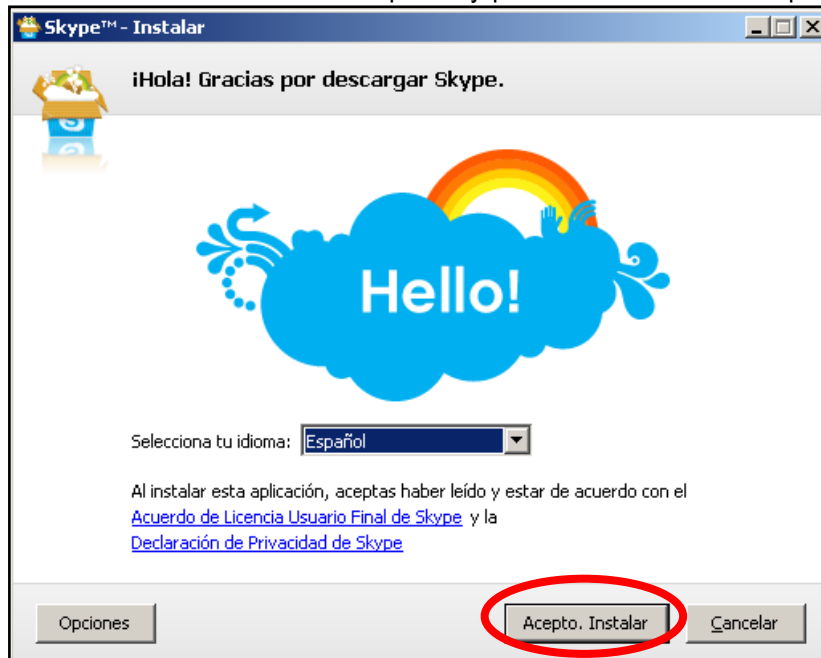 Skype™ - Instalar
¡Hola! Gracias por descargar Skype.
S
Hello!
Selecciona tu idioma: Español
Al instalar esta aplicación, aceptas haber leído y estar de acuerdo con el
Acuerdo de Licencia Usuario Final de Skype y la
Declaración de Privacidad de Skype
Opciones
Acepto. Instalar
Cancelar